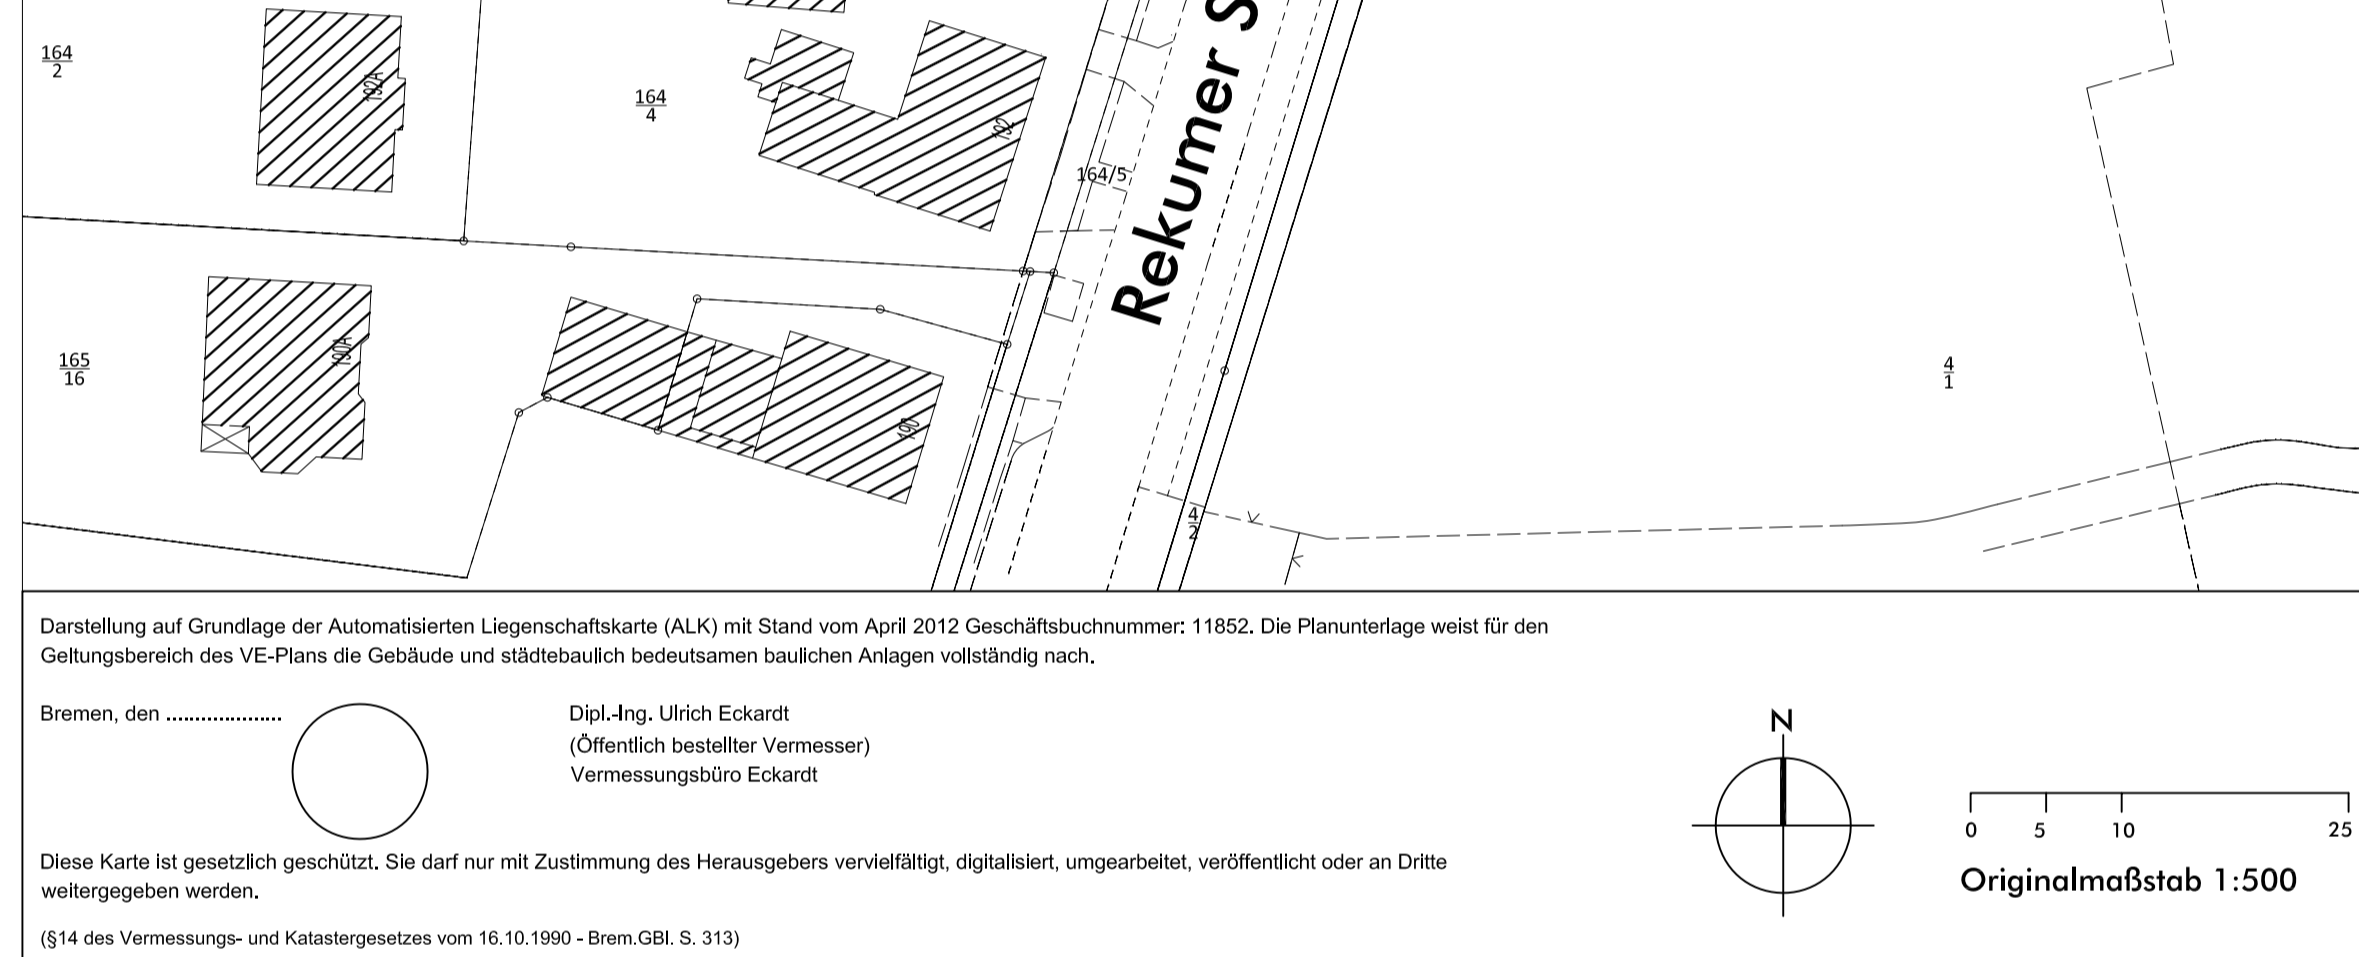 Rekumer S
164
2
192A
164
4
192
164/5
165
16
190A
190
4
1
4
2
Darstellung auf Grundlage der Automatisierten Liegenschaftskarte (ALK) mit Stand vom April 2012 Geschäftsbuchnummer: 11852. Die Planunterlage weist für den
Geltungsbereich des VE-Plans die Gebäude und städtebaulich bedeutsamen baulichen Anlagen vollständig nach.
Bremen, den ....................
Dipl.-Ing. Ulrich Eckardt
(Öffentlich bestellter Vermesser)
Vermessungsbüro Eckardt
N
0 5 10 25
Originalmaßstab 1:500
Diese Karte ist gesetzlich geschützt. Sie darf nur mit Zustimmung des Herausgebers vervielfältigt, digitalisiert, umgearbeitet, veröffentlicht oder an Dritte
weitergegeben werden.
(§14 des Vermessungs- und Katastergesetzes vom 16.10.1990 - Brem.GBl. S. 313)